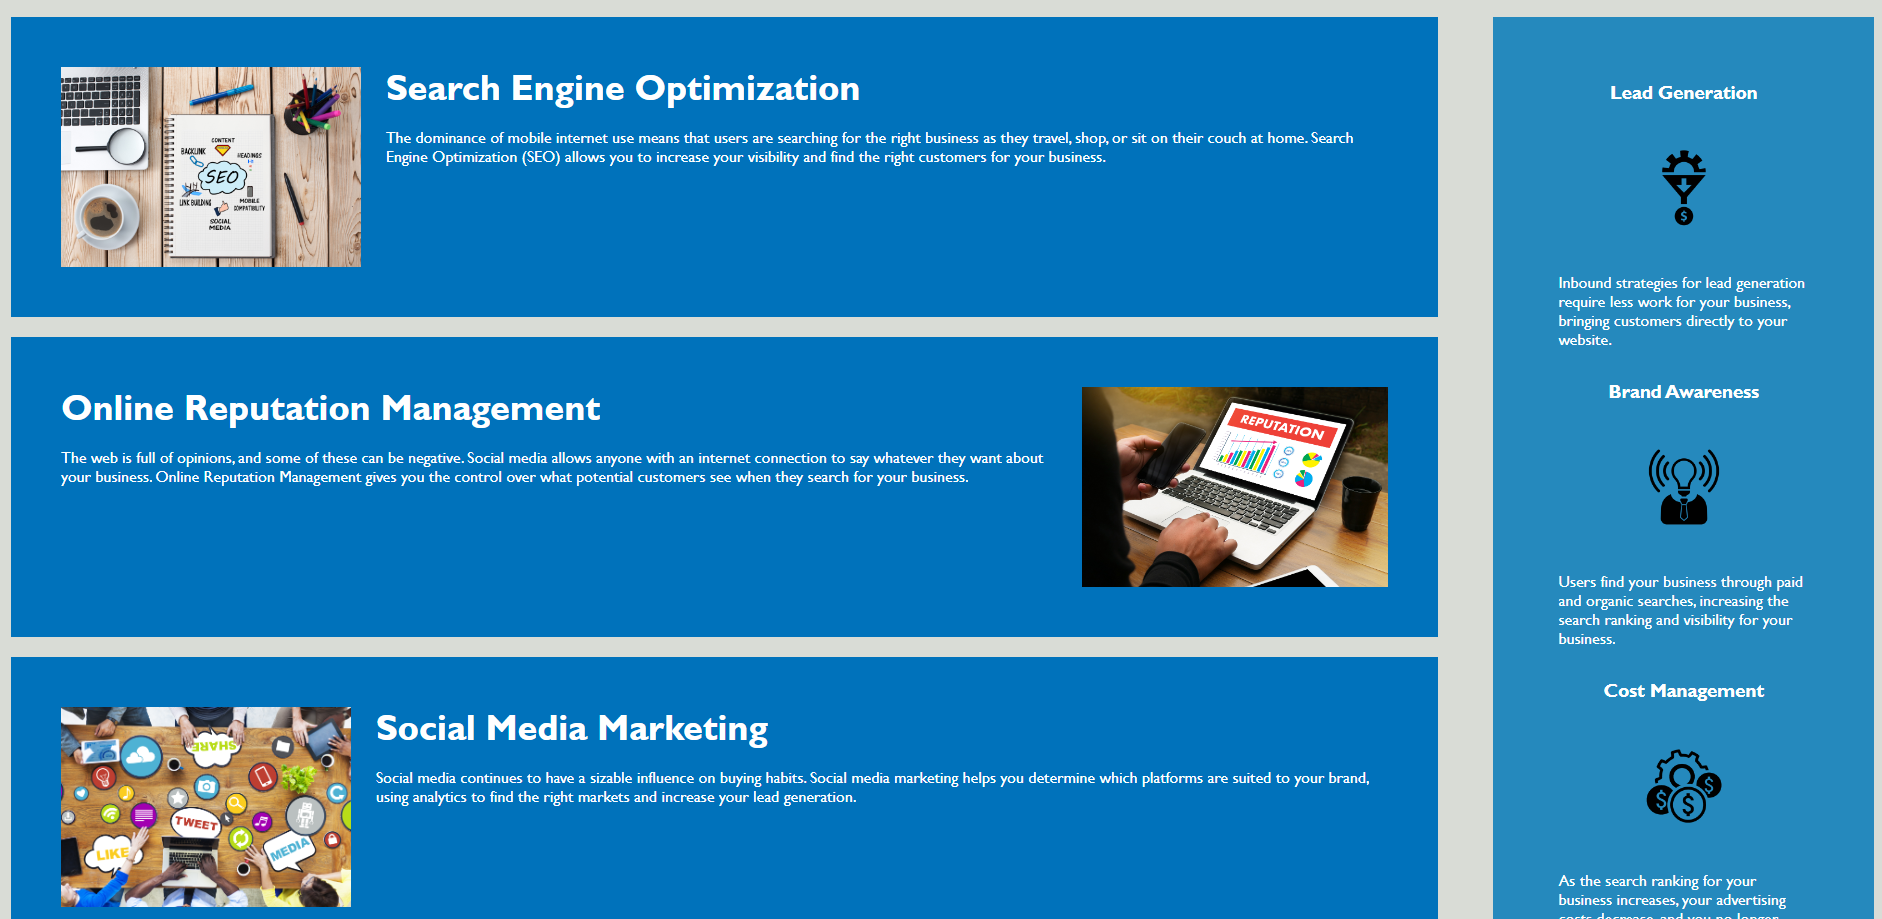 Search Engine Optimization
The dominance of mobile internet use means that users are searching for the right business as they travel, shop, or sit on their couch at home. Search
Engine Optimization (SEO) allows you to increase your visibility and find the right customers for your business.
CONTENT
BACKLINK
HEADINGS
SEO
LINK BUILDING
MOBILE
COMPATIBILITY
SOCIAL
MEDIA
Online Reputation Management
The web is full of opinions, and some of these can be negative. Social media allows anyone with an internet connection to say whatever they want about
your business. Online Reputation Management gives you the control over what potential customers see when they search for your business.
REPUTATION
Social Media Marketing
Social media continues to have a sizable influence on buying habits. Social media marketing helps you determine which platforms are suited to your brand,
using analytics to find the right markets and increase your lead generation.
SHARE
TWEET
LIKE
MEDIA
Lead Generation
$
Inbound strategies for lead generation
require less work for your business,
bringing customers directly to your
website.
Brand Awareness
Users find your business through paid
and organic searches, increasing the
search ranking and visibility for your
business.
Cost Management
$ $ $
As the search ranking for your
business increases, your advertising
costs decrease, and you no longer